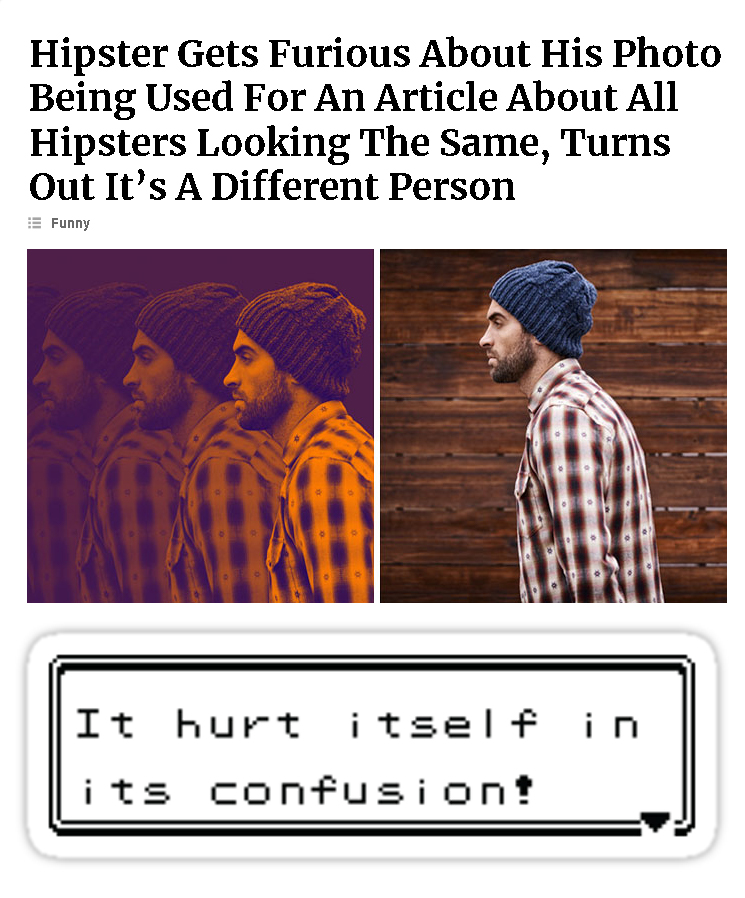 Hipster Gets Furious About His Photo
Being Used For An Article About All
Hipsters Looking The Same, Turns
Out It’s A Different Person
Funny
It hurt itself in
its confusion!